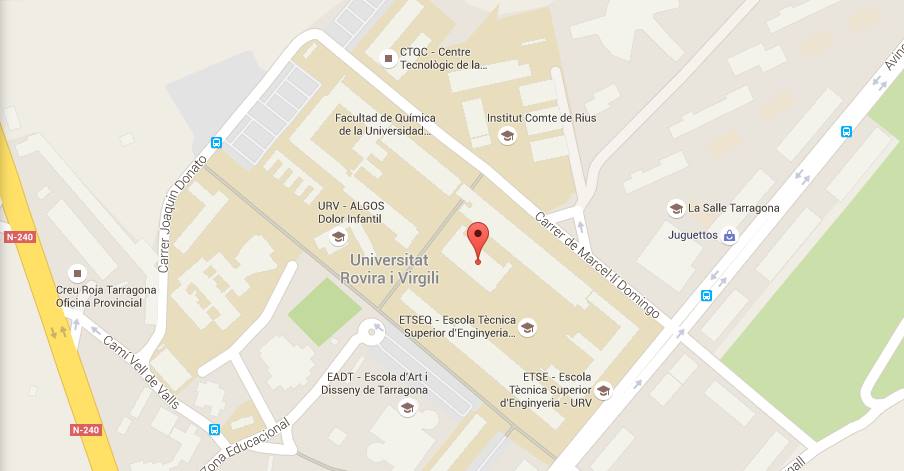 CTQC - Centre
Tecnològic de la...
Facultad de Química
de la Universidad...
Institut Comte de Rius
Avin
Carrer Joaquin Donato
URV - ALGOS
Dolor Infantil
La Salle Tarragona
Juguettos
Carrer de Marcel·lí Domingo
N-240
Universitat
Rovira i Virgili
Creu Roja Tarragona
Oficina Provincial
ETSEQ - Escola Tècnica
Superior d'Enginyeria...
Camí Vell de Valls
EADT - Escola d'Art i
Disseny de Tarragona
ETSE - Escola
Tècnica Superior
d'Enginyeria - URV
N-240
Zona Educacional